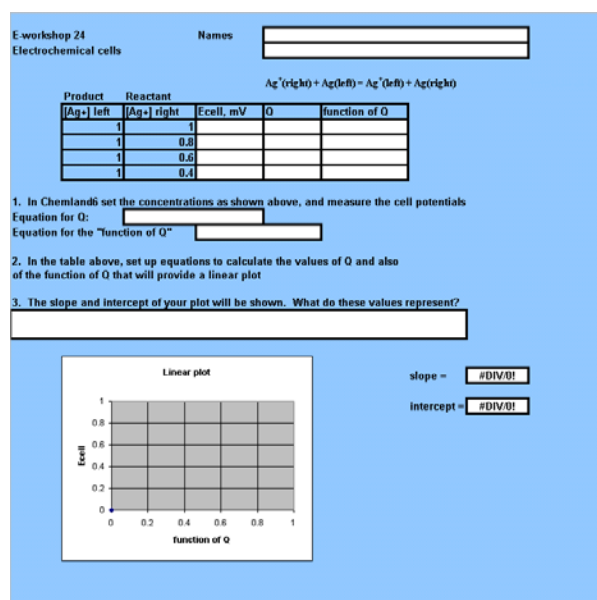 E-workshop 24 Names
Electrochemical cells
Ag⁺(right) + Ag(left) = Ag⁺(left) + Ag(right)
Product Reactant
[Ag+] left [Ag+] right Ecell, mV Q function of Q
1 1
1 0.8
1 0.6
1 0.4
1. In Chemland6 set the concentrations as shown above, and measure the cell potentials
Equation for Q:
Equation for the "function of Q"
2. In the table above, set up equations to calculate the values of Q and also
of the function of Q that will provide a linear plot
3. The slope and intercept of your plot will be shown. What do these values represent?
Linear plot
slope = #DIV/0!
intercept = #DIV/0!
Ecell
1
0.8
0.6
0.4
0.2
0
0 0.2 0.4 0.6 0.8 1
function of Q